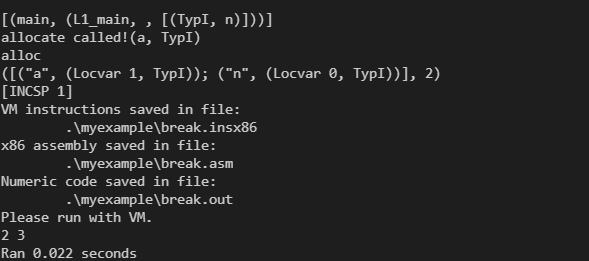 [(main, (L1_main, , [(TypI, n)]))]
allocate called!(a, TypI)
alloc
([("a", (Locvar 1, TypI)); ("n", (Locvar 0, TypI))], 2)
[INCSP 1]
VM instructions saved in file:
        .\myexample\break.insx86
x86 assembly saved in file:
        .\myexample\break.asm
Numeric code saved in file:
        .\myexample\break.out
Please run with VM.
2 3
Ran 0.022 seconds